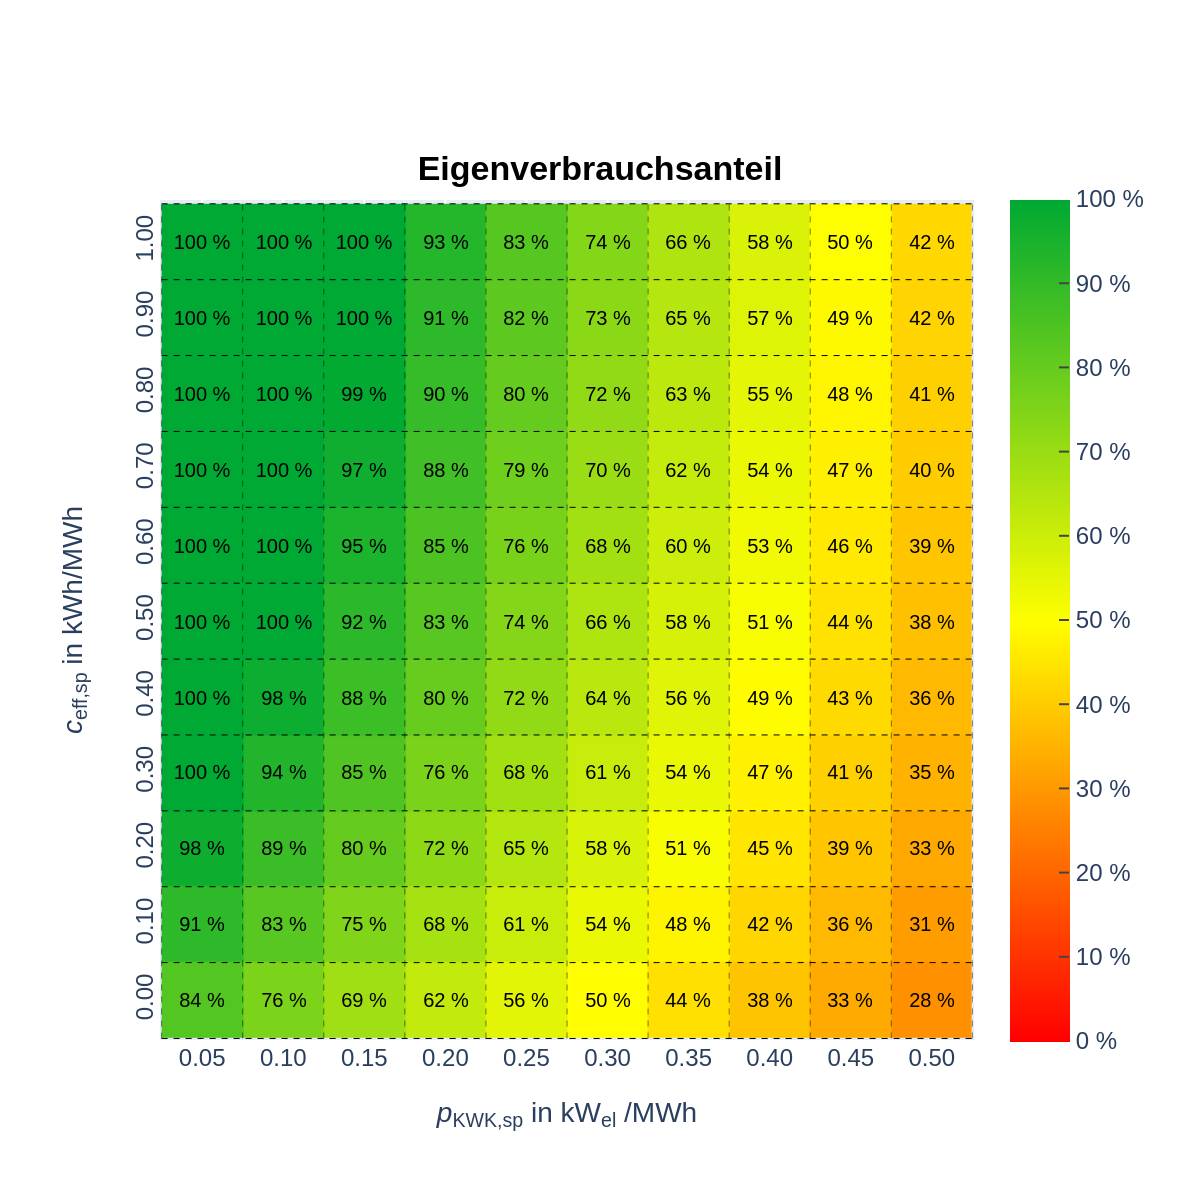 Eigenverbrauchsanteil
1.00 100 % 100 % 100 % 93 % 83 % 74 % 66 % 58 % 50 % 42 %
0.90 100 % 100 % 100 % 91 % 82 % 73 % 65 % 57 % 49 % 42 %
0.80 100 % 100 % 99 % 90 % 80 % 72 % 63 % 55 % 48 % 41 %
0.70 100 % 100 % 97 % 88 % 79 % 70 % 62 % 54 % 47 % 40 %
0.60 100 % 100 % 95 % 85 % 76 % 68 % 60 % 53 % 46 % 39 %
0.50 100 % 100 % 92 % 83 % 74 % 66 % 58 % 51 % 44 % 38 %
0.40 100 % 98 % 88 % 80 % 72 % 64 % 56 % 49 % 43 % 36 %
0.30 100 % 94 % 85 % 76 % 68 % 61 % 54 % 47 % 41 % 35 %
0.20 98 % 89 % 80 % 72 % 65 % 58 % 51 % 45 % 39 % 33 %
0.10 91 % 83 % 75 % 68 % 61 % 54 % 48 % 42 % 36 % 31 %
0.00 84 % 76 % 69 % 62 % 56 % 50 % 44 % 38 % 33 % 28 %
0.05 0.10 0.15 0.20 0.25 0.30 0.35 0.40 0.45 0.50
pKWK,sp in kWel /MWh
ceff,sp in kWh/MWh
100 %
90 %
80 %
70 %
60 %
50 %
40 %
30 %
20 %
10 %
0 %